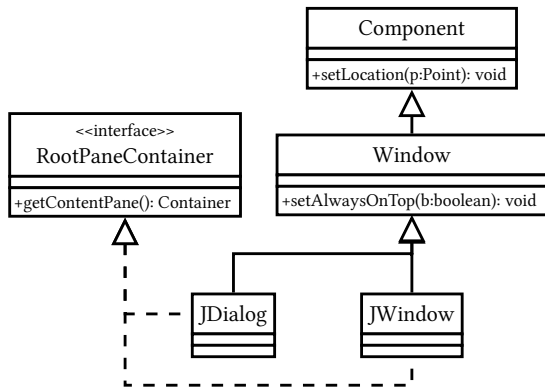 Component
+setLocation(p:Point): void
<<interface>>
RootPaneContainer
+getContentPane(): Container
Window
+setAlwaysOnTop(b:boolean): void
JDialog
JWindow